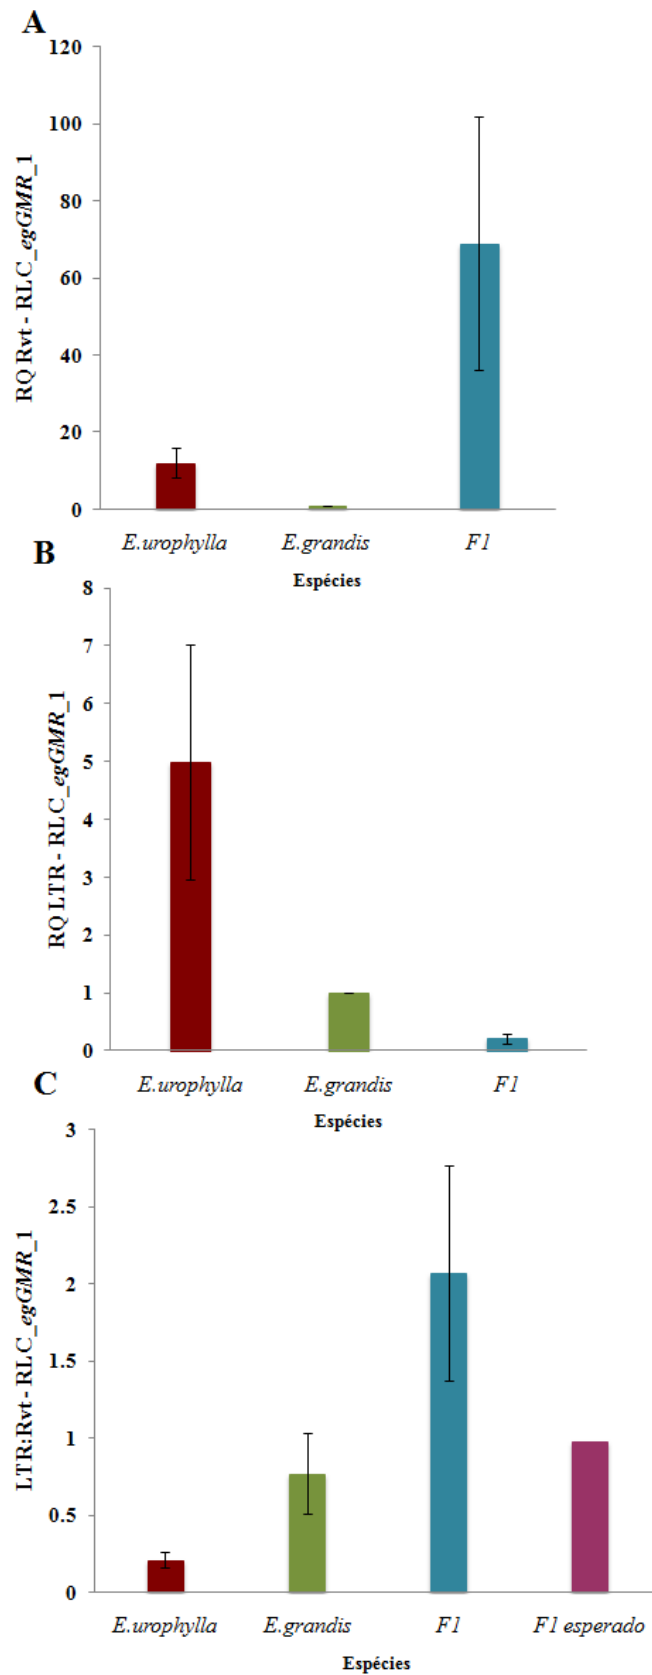 A
120
100
80
60
40
20
0
RQ Rvt - RLC_egGMR_1
E.urophylla E.grandis F1
Espécies
B
8
7
6
5
4
3
2
1
0
RQ LTR - RLC_egGMR_1
E.urophylla E.grandis F1
Espécies
C
3
2.5
2
1.5
1
0.5
0
LTR:Rvt - RLC_egGMR_1
E.urophylla E.grandis F1 F1 esperado
Espécies